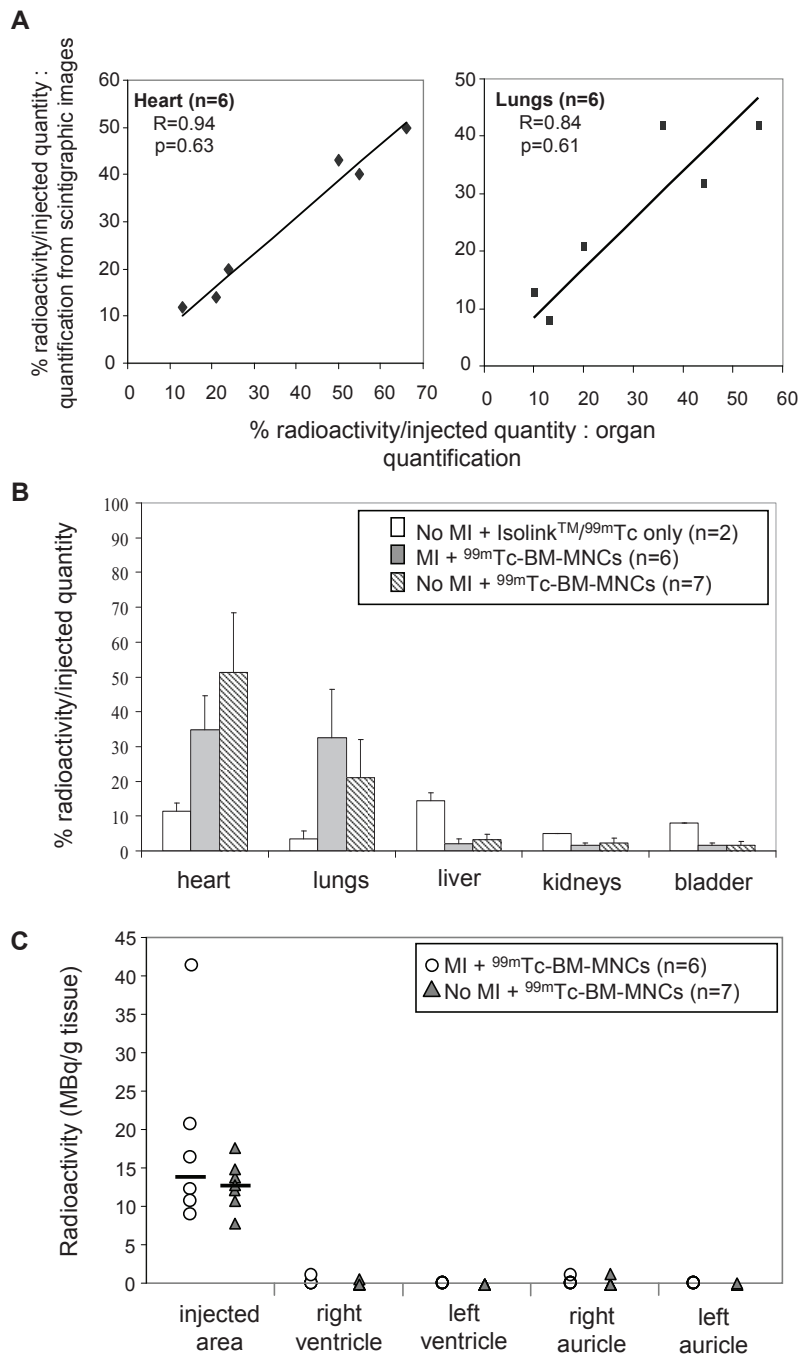 A
% radioactivity/injected quantity :
quantification from scintigraphic images
Heart (n=6)
R=0.94
p=0.63
60
50
40
30
20
10
0
0 10 20 30 40 50 60 70
Lungs (n=6)
R=0.84
p=0.61
50
40
30
20
10
0
0 10 20 30 40 50 60
% radioactivity/injected quantity : organ
quantification
B
% radioactivity/injected quantity
100
90
80
70
60
50
40
30
20
10
0
No MI + Isolink™/99mTc only (n=2)
MI + 99mTc-BM-MNCs (n=6)
No MI + 99mTc-BM-MNCs (n=7)
heart lungs liver kidneys bladder
C
Radioactivity (MBq/g tissue)
45
40
35
30
25
20
15
10
5
0
MI + 99mTc-BM-MNCs (n=6)
No MI + 99mTc-BM-MNCs (n=7)
injected right left right left
area ventricle ventricle auricle auricle